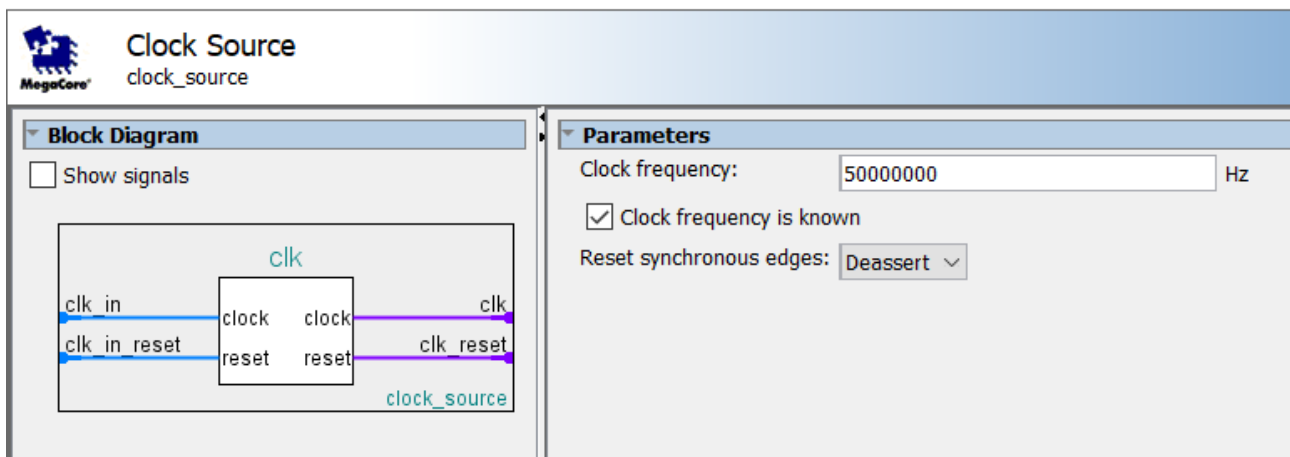 Clock Source
clock_source
MegaCore®
Block Diagram
Show signals
clk
clk_in
clk
clock clock
clk_in_reset
clk_reset
reset reset
clock_source
Parameters
Clock frequency: 50000000 Hz
Clock frequency is known
Reset synchronous edges: Deassert